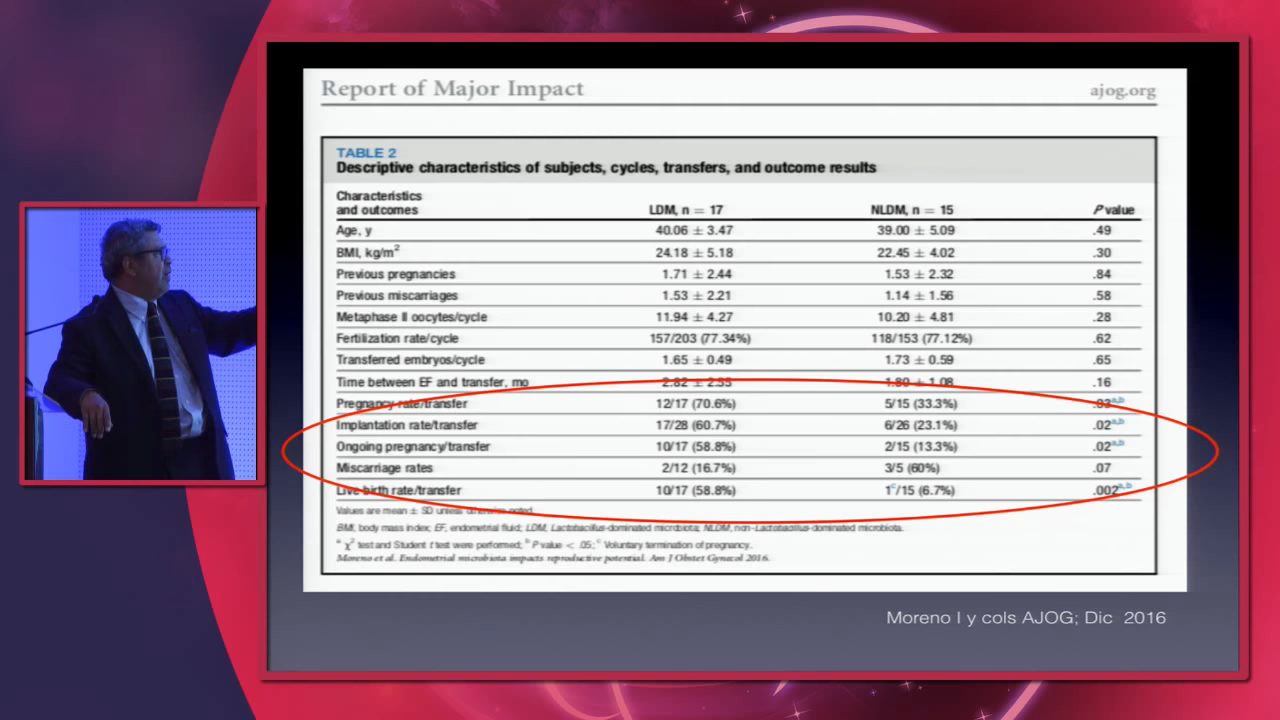 Report of Major Impact ajog.org
TABLE 2
Descriptive characteristics of subjects, cycles, transfers, and outcome results
Characteristics
and outcomes LDM, n = 17 NLDM, n = 15 P value
Age, y 40.06 ± 3.47 39.00 ± 5.09 .49
BMI, kg/m² 24.18 ± 5.18 22.45 ± 4.02 .30
Previous pregnancies 1.71 ± 2.44 1.53 ± 2.32 .84
Previous miscarriages 1.53 ± 2.21 1.14 ± 1.56 .58
Metaphase II oocytes/cycle 11.94 ± 4.27 10.20 ± 4.81 .28
Fertilization rate/cycle 157/203 (77.34%) 118/153 (77.12%) .62
Transferred embryos/cycle 1.65 ± 0.49 1.73 ± 0.59 .65
Time between EF and transfer, mo 1.80 ± 1.08 .16
Pregnancy rate/transfer 12/17 (70.6%) 5/15 (33.3%) .03a,b
Implantation rate/transfer 17/28 (60.7%) 6/26 (23.1%) .02a,b
Ongoing pregnancy/transfer 10/17 (58.8%) 2/15 (13.3%) .02a,b
Miscarriage rates 2/12 (16.7%) 3/5 (60%) .07
Live birth rate/transfer 10/17 (58.8%) 1c/15 (6.7%) .002a,b
Values are mean ± SD unless otherwise noted.
BMI, body mass index; EF, endometrial fluid; LDM, Lactobacillus-dominated microbiota; NLDM, non-Lactobacillus-dominated microbiota.
a χ² test and Student t test were performed; b P value < .05; c Voluntary termination of pregnancy.
Moreno et al. Endometrial microbiota impacts reproductive potential. Am J Obstet Gynecol 2016.
Moreno I y cols AJOG; Dic 2016